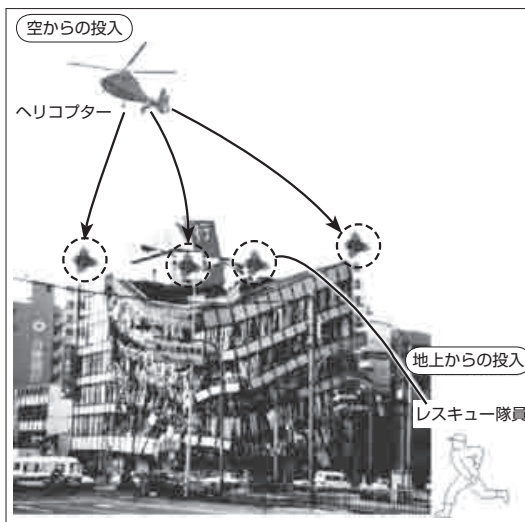 空からの投入
ヘリコプター
地上からの投入
レスキュー隊員